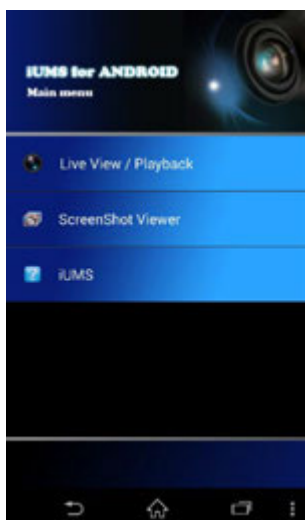 iUMS for ANDROID
Main menu
Live View / Playback
ScreenShot Viewer
iUMS